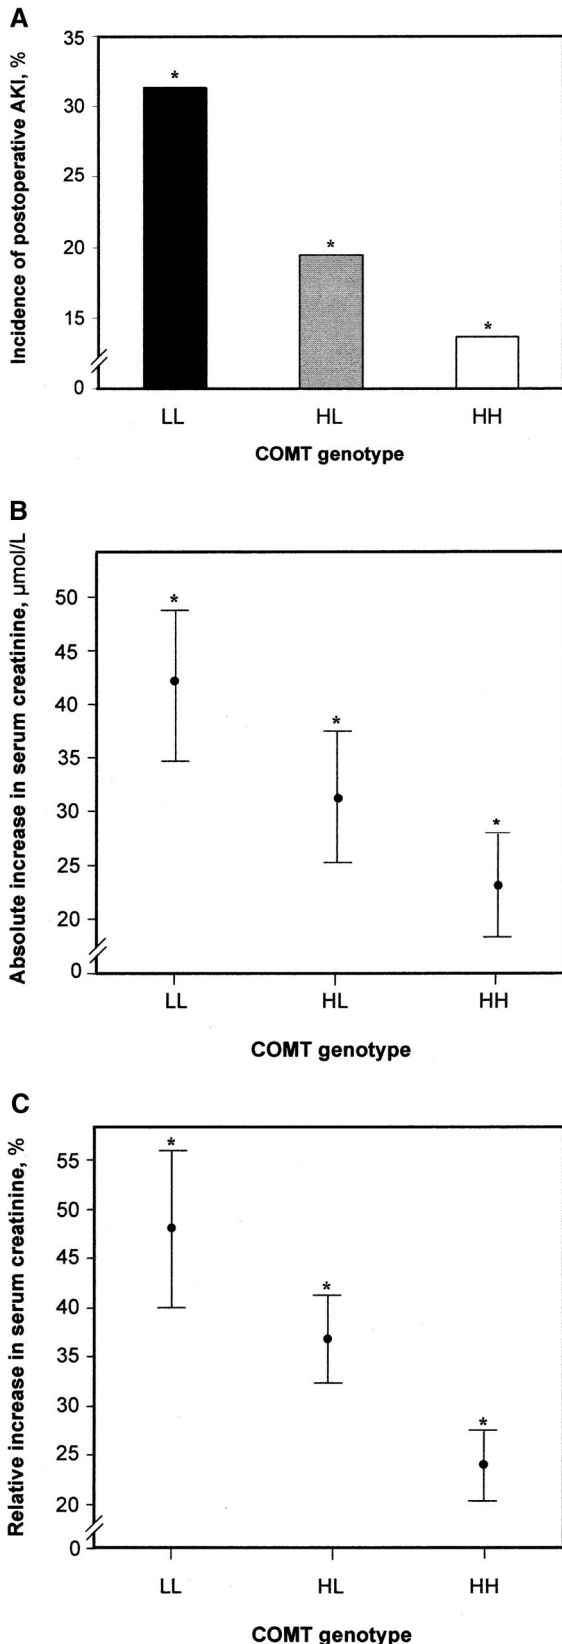 A
Incidence of postoperative AKI, %
35
30
25
20
15
0
*
*
*
LL HL HH
COMT genotype
B
Absolute increase in serum creatinine, µmol/L
50
45
40
35
30
25
20
0
*
*
*
LL HL HH
COMT genotype
C
Relative increase in serum creatinine, %
55
50
45
40
35
30
25
20
0
*
*
*
LL HL HH
COMT genotype